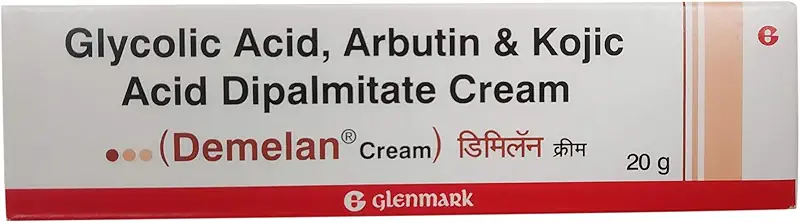 Glycolic Acid, Arbutin & Kojic
Acid Dipalmitate Cream
(Demelan® Cream) डिमिलॅन क्रीम
20 g
glenmark